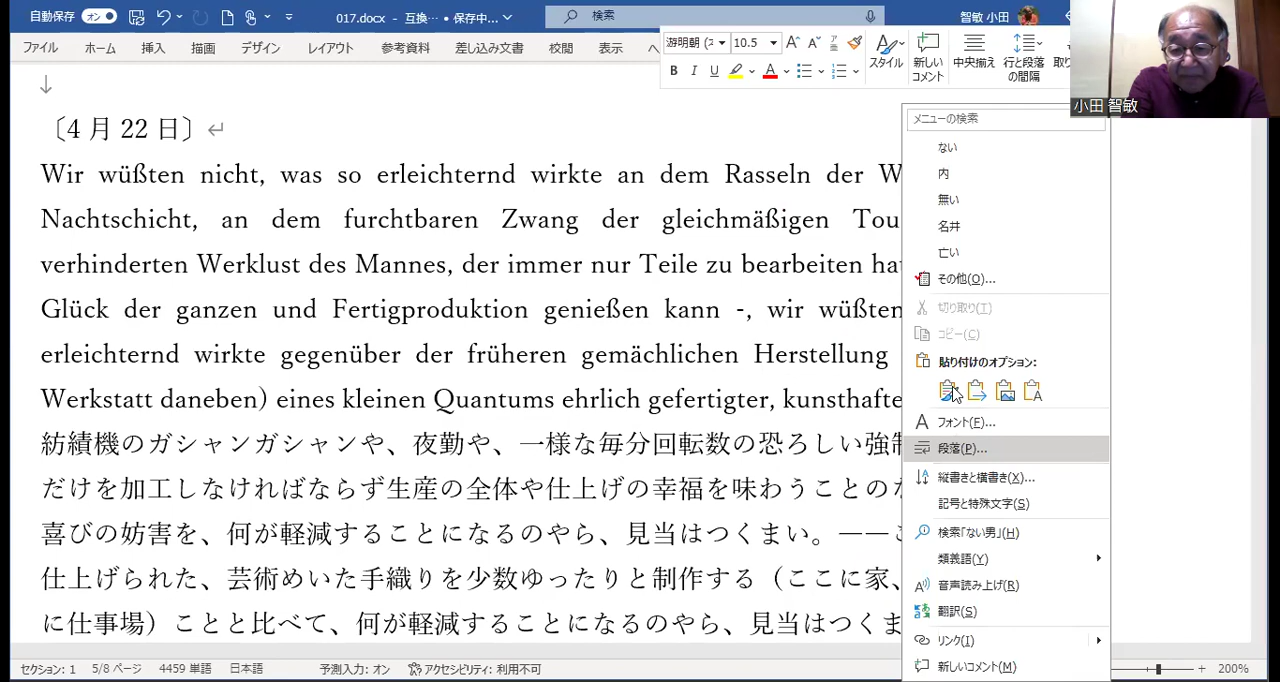 自動保存 オン 017.docx - 互換… • 保存中… 検索 智敏 小田
ファイル ホーム 挿入 描画 デザイン レイアウト 参考資料 差し込み文書 校閲 表示 ヘ
游明朝 (ﾐ 10.5 A A
B I U A
スタイル 新しいコメント 中央揃え 行と段落の間隔 取り
小田 智敏
↓
〔4 月 22 日〕↵
Wir wüßten nicht, was so erleichternd wirkte an dem Rasseln der W
Nachtschicht, an dem furchtbaren Zwang der gleichmäßigen Tou
verhinderten Werklust des Mannes, der immer nur Teile zu bearbeiten hat
Glück der ganzen und Fertigproduktion genießen kann -, wir wüßten
erleichternd wirkte gegenüber der früheren gemächlichen Herstellung
Werkstatt daneben) eines kleinen Quantums ehrlich gefertigter, kunsthafte
紡績機のガシャンガシャンや、夜勤や、一様な毎分回転数の恐ろしい強制
だけを加工しなければならず生産の全体や仕上げの幸福を味わうことのな
喜びの妨害を、何が軽減することになるのやら、見当はつくまい。――こ
仕上げられた、芸術めいた手織りを少数ゆったりと制作する（ここに家、
に仕事場）ことと比べて、何が軽減することになるのやら、見当はつくま
メニューの検索
ない
内
無い
名井
亡い
その他(O)...
切り取り(T)
コピー(C)
貼り付けのオプション:
フォント(F)...
段落(P)...
縦書きと横書き(X)...
記号と特殊文字(S)
検索「ない男」(H)
類義語(Y)
音声読み上げ(R)
翻訳(S)
リンク(I)
新しいコメント(M)
セクション: 1 5/8 ページ 4459 単語 日本語 予測入力: オン アクセシビリティ: 利用不可 + 200%